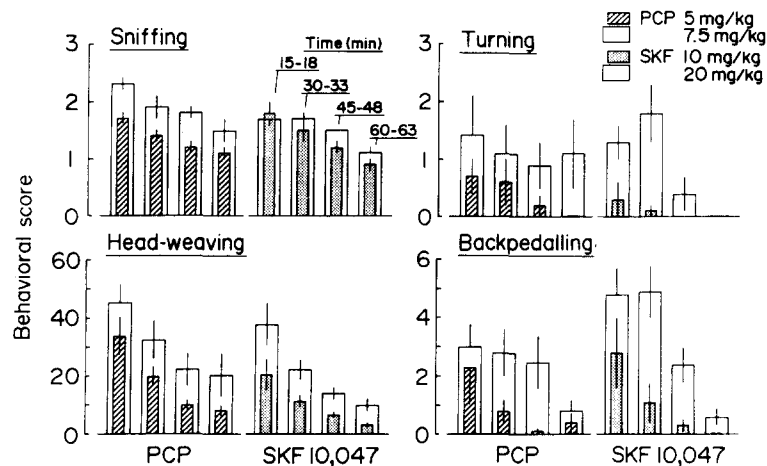 Sniffing
Time (min)
15-18
30-33
45-48
60-63
3
2
1
0
Turning
PCP 5 mg/kg
7.5 mg/kg
SKF 10 mg/kg
20 mg/kg
3
2
1
0
Head-weaving
60
40
20
0
Backpedalling
6
4
2
0
Behavioral score
PCP
SKF 10,047
PCP
SKF 10,047